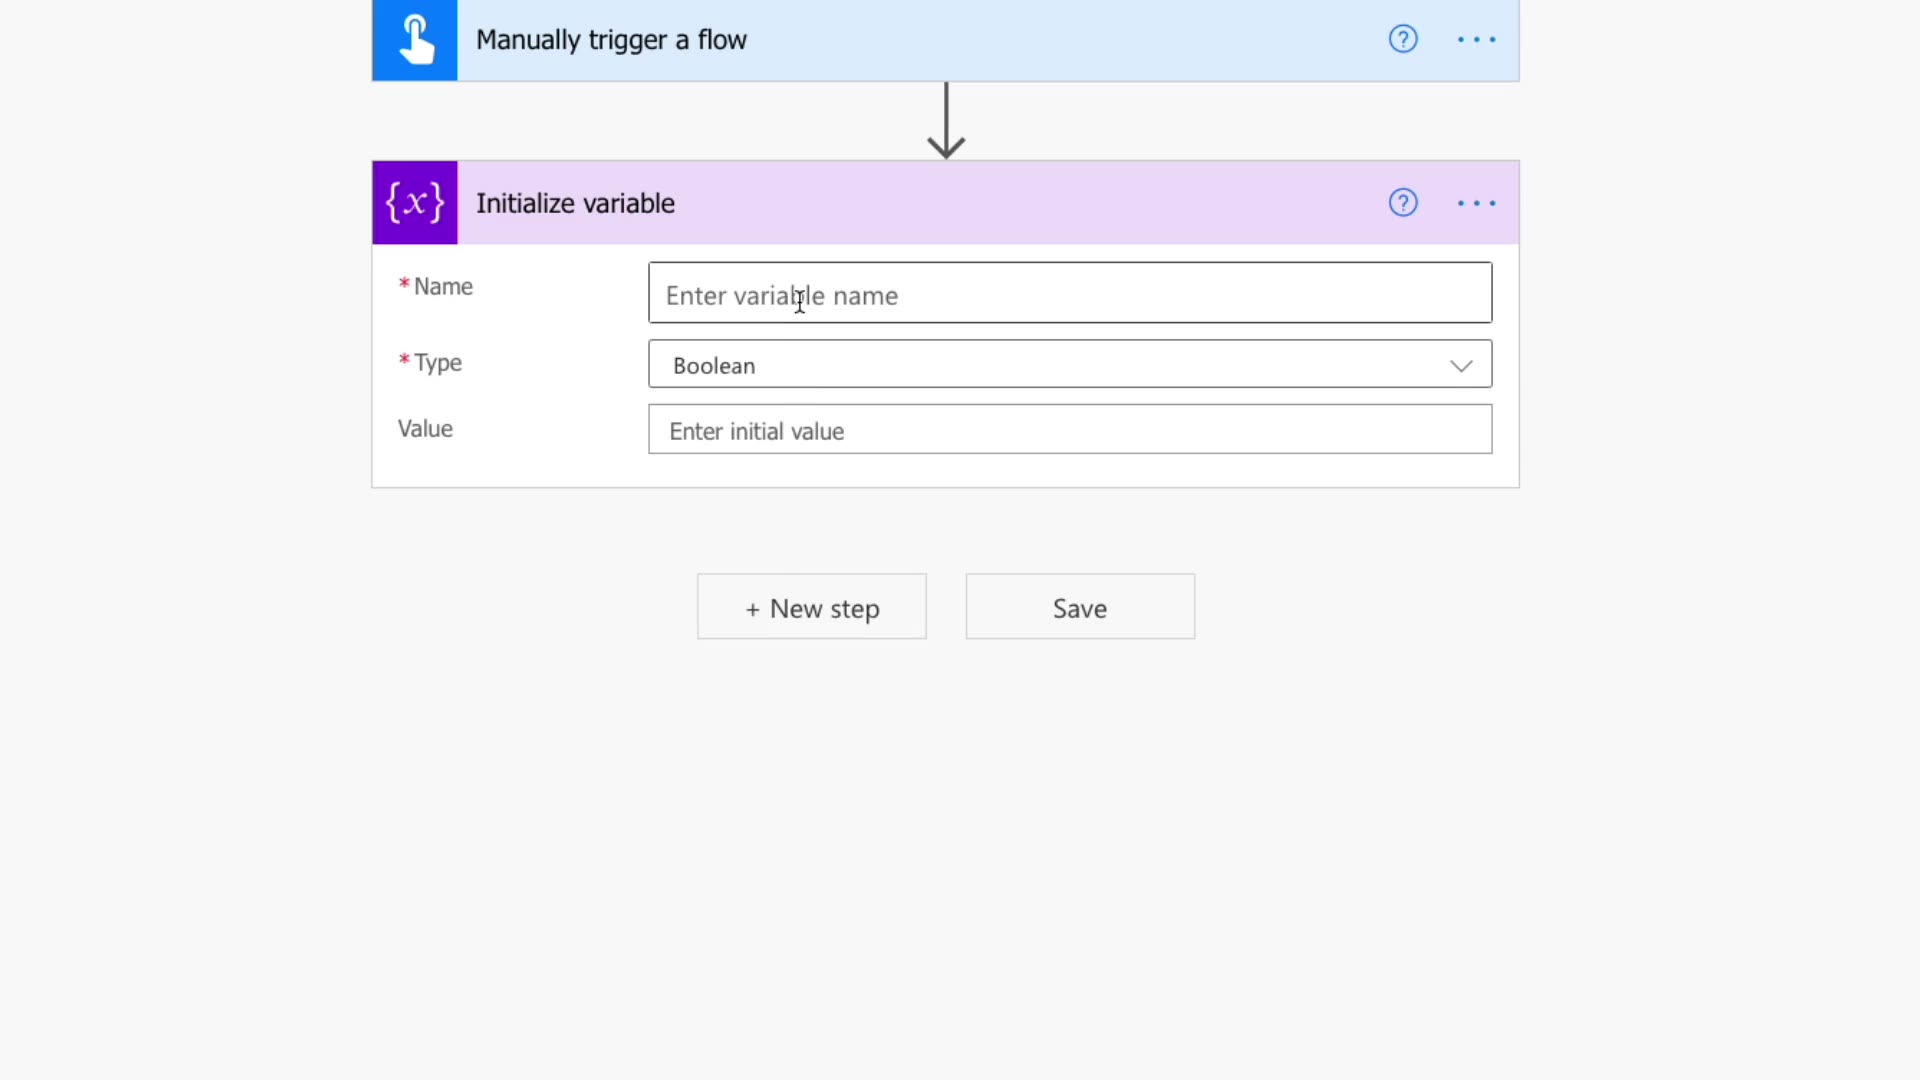 Manually trigger a flow
{x} Initialize variable
* Name
Enter variable name
* Type
Boolean
Value
Enter initial value
+ New step
Save